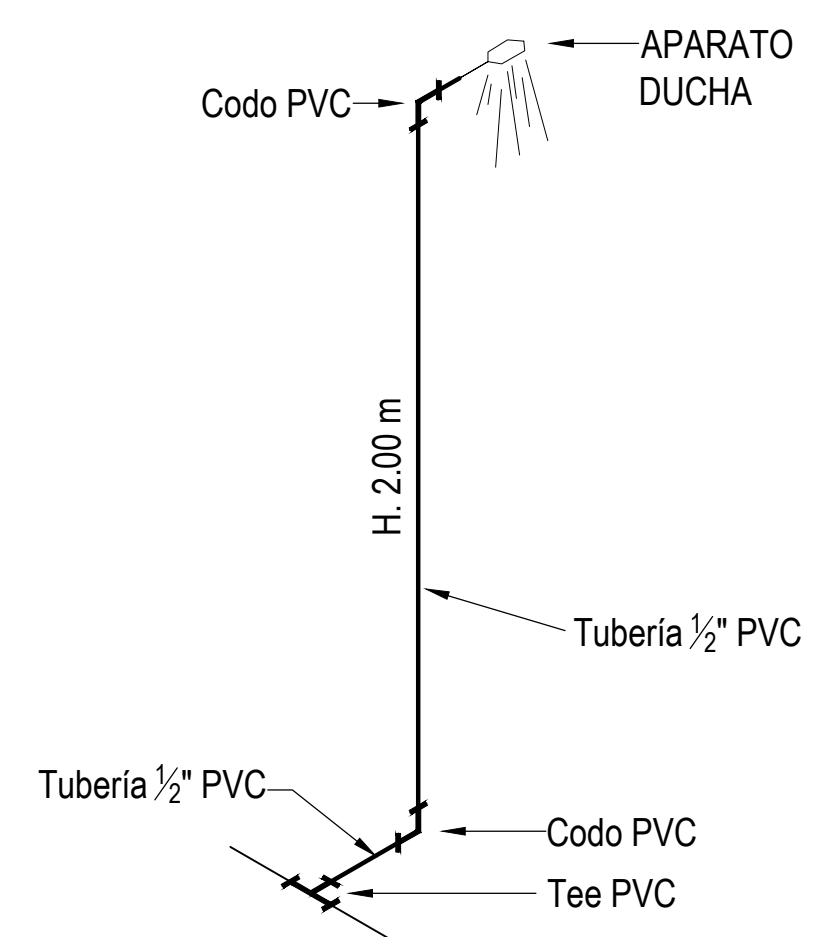 APARATO
DUCHA
Codo PVC
H. 2.00 m
Tubería ½" PVC
Tubería ½" PVC
Codo PVC
Tee PVC